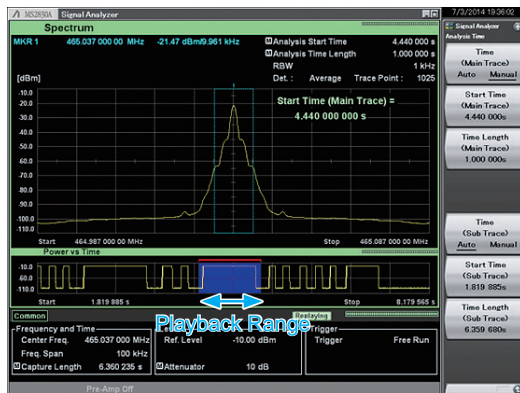 MS2850A Signal Analyzer
7/3/2014 19:36:02
Spectrum
MKR 1 465.037 000 00 MHz -21.47 dBm/9.961 kHz
Analysis Start Time 4.440 000 s
Analysis Time Length 1.000 000 s
RBW 1 kHz
[dBm] Det. : Average Trace Point : 1025
-10.0
-20.0
-30.0
-40.0
-50.0
-60.0
-70.0
-80.0
-90.0
-100.0
-110.0
Start Time (Main Trace) =
4.440 000 000 s
Start 464.987 000 00 MHz Stop 465.087 000 00 MHz
Power vs Time
-10.0
-60.0
-110.0
Start 1.819 885 s Stop 8.179 565 s
Playback Range
Common
Replaying
Frequency and Time
Center Freq. 465.037 000 MHz
Freq. Span 100 kHz
Capture Length 6.360 235 s
Ref. Level -10.00 dBm
Attenuator 10 dB
Trigger
Trigger Free Run
Pre-Amp Off
Signal Analyzer
Analysis Time
Time
(Main Trace)
Auto Manual
Start Time
(Main Trace)
4.440 000 s
Time Length
(Main Trace)
1.000 000 s
Time
(Sub Trace)
Auto Manual
Start Time
(Sub Trace)
1.819 885s
Time Length
(Sub Trace)
6.359 680s